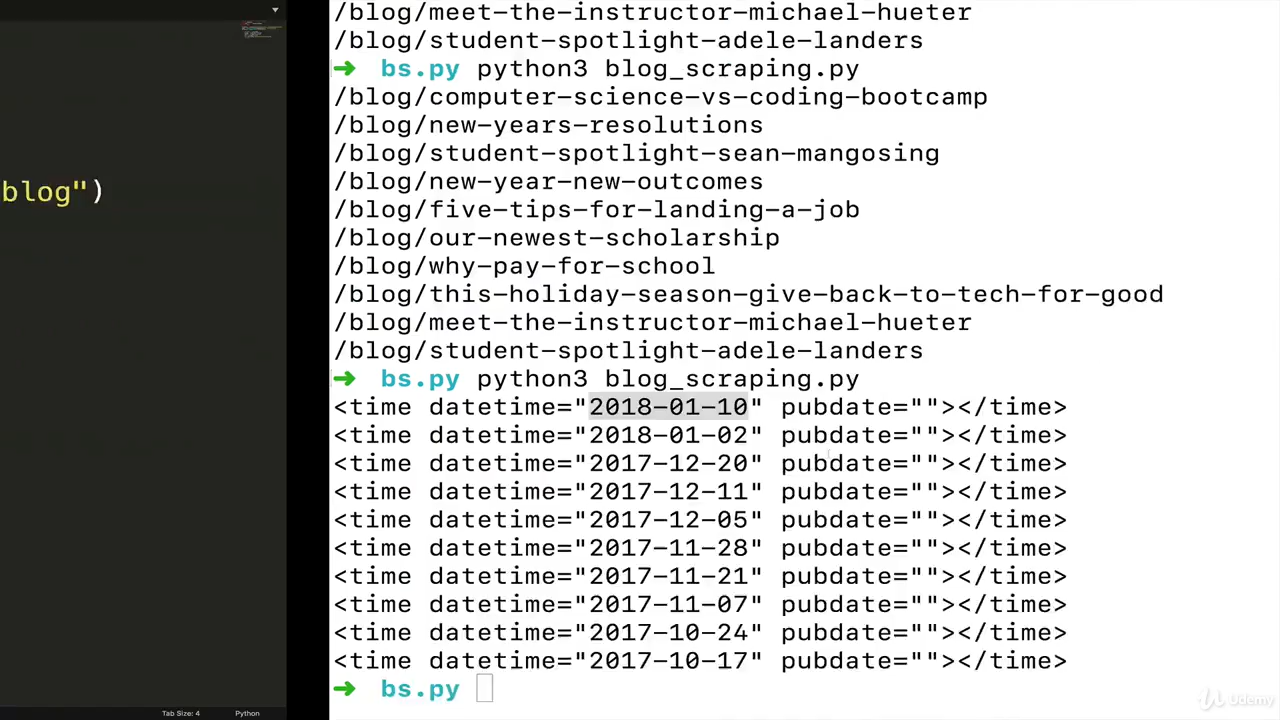 /blog/meet-the-instructor-michael-hueter
/blog/student-spotlight-adele-landers
➜ bs.py python3 blog_scraping.py
/blog/computer-science-vs-coding-bootcamp
/blog/new-years-resolutions
/blog/student-spotlight-sean-mangosing
/blog/new-year-new-outcomes
/blog/five-tips-for-landing-a-job
/blog/our-newest-scholarship
/blog/why-pay-for-school
/blog/this-holiday-season-give-back-to-tech-for-good
/blog/meet-the-instructor-michael-hueter
/blog/student-spotlight-adele-landers
➜ bs.py python3 blog_scraping.py
<time datetime="2018-01-10" pubdate=""></time>
<time datetime="2018-01-02" pubdate=""></time>
<time datetime="2017-12-20" pubdate=""></time>
<time datetime="2017-12-11" pubdate=""></time>
<time datetime="2017-12-05" pubdate=""></time>
<time datetime="2017-11-28" pubdate=""></time>
<time datetime="2017-11-21" pubdate=""></time>
<time datetime="2017-11-07" pubdate=""></time>
<time datetime="2017-10-24" pubdate=""></time>
<time datetime="2017-10-17" pubdate=""></time>
➜ bs.py
blog")
Tab Size: 4 Python
Udemy